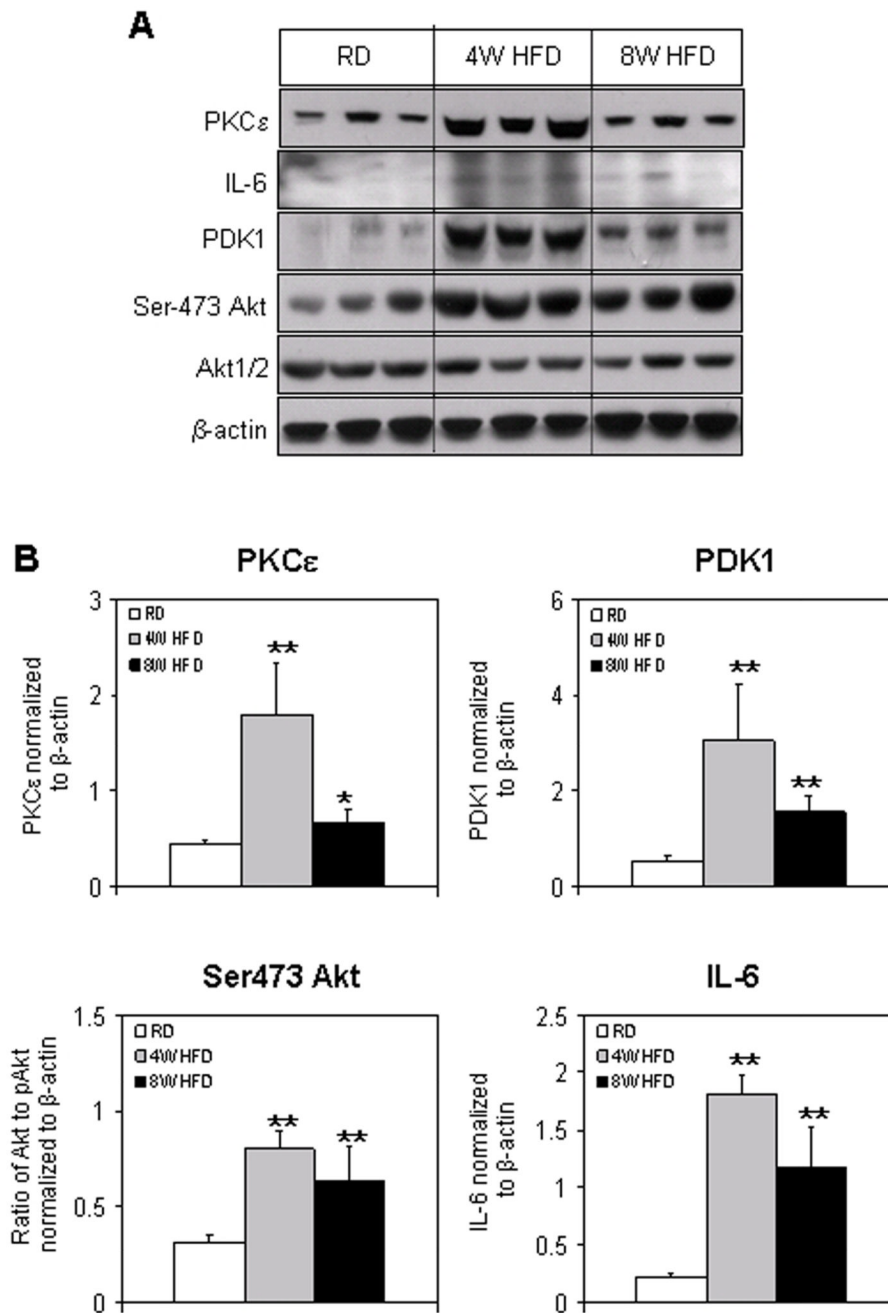 A
RD 4W HFD 8W HFD
PKCε
IL-6
PDK1
Ser-473 Akt
Akt1/2
β-actin
B
PKCε
PKCε normalized
to β-actin
3
2
1
0
RD
4W HFD
8W HFD
**
*
PDK1
PDK1 normalized
to β-actin
6
4
2
0
RD
4W HFD
8W HFD
**
**
Ser473 Akt
Ratio of Akt to pAkt
normalized to β-actin
1.5
1
0.5
0
RD
4W HFD
8W HFD
**
**
IL-6
IL-6 normalized
to β-actin
2.5
2
1.5
1
0.5
0
RD
4W HFD
8W HFD
**
**